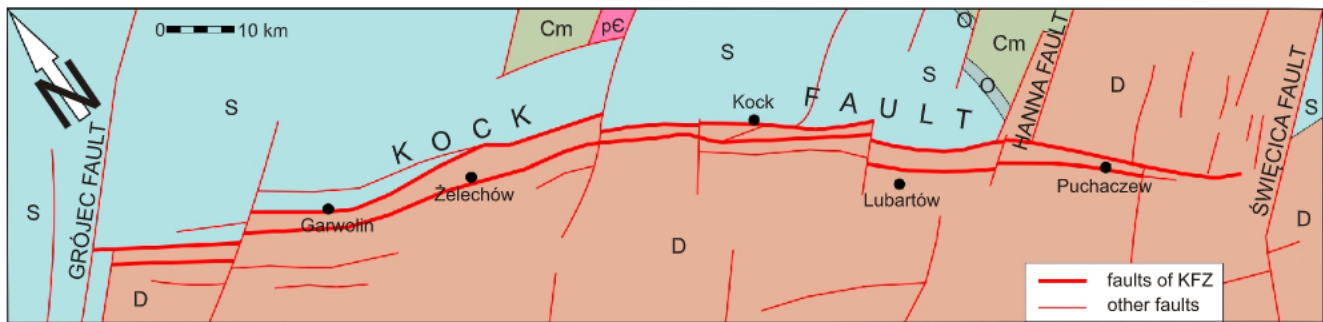 N
0 10 km
Cm
pЄ
S
O
Cm
S
S
O
D
S
KOCK FAULT
Kock
HANNA FAULT
ŚWIĘCICA FAULT
GRÓJEC FAULT
S
Żelechów
Garwolin
Lubartów
Puchaczew
D
D
D
faults of KFZ
other faults